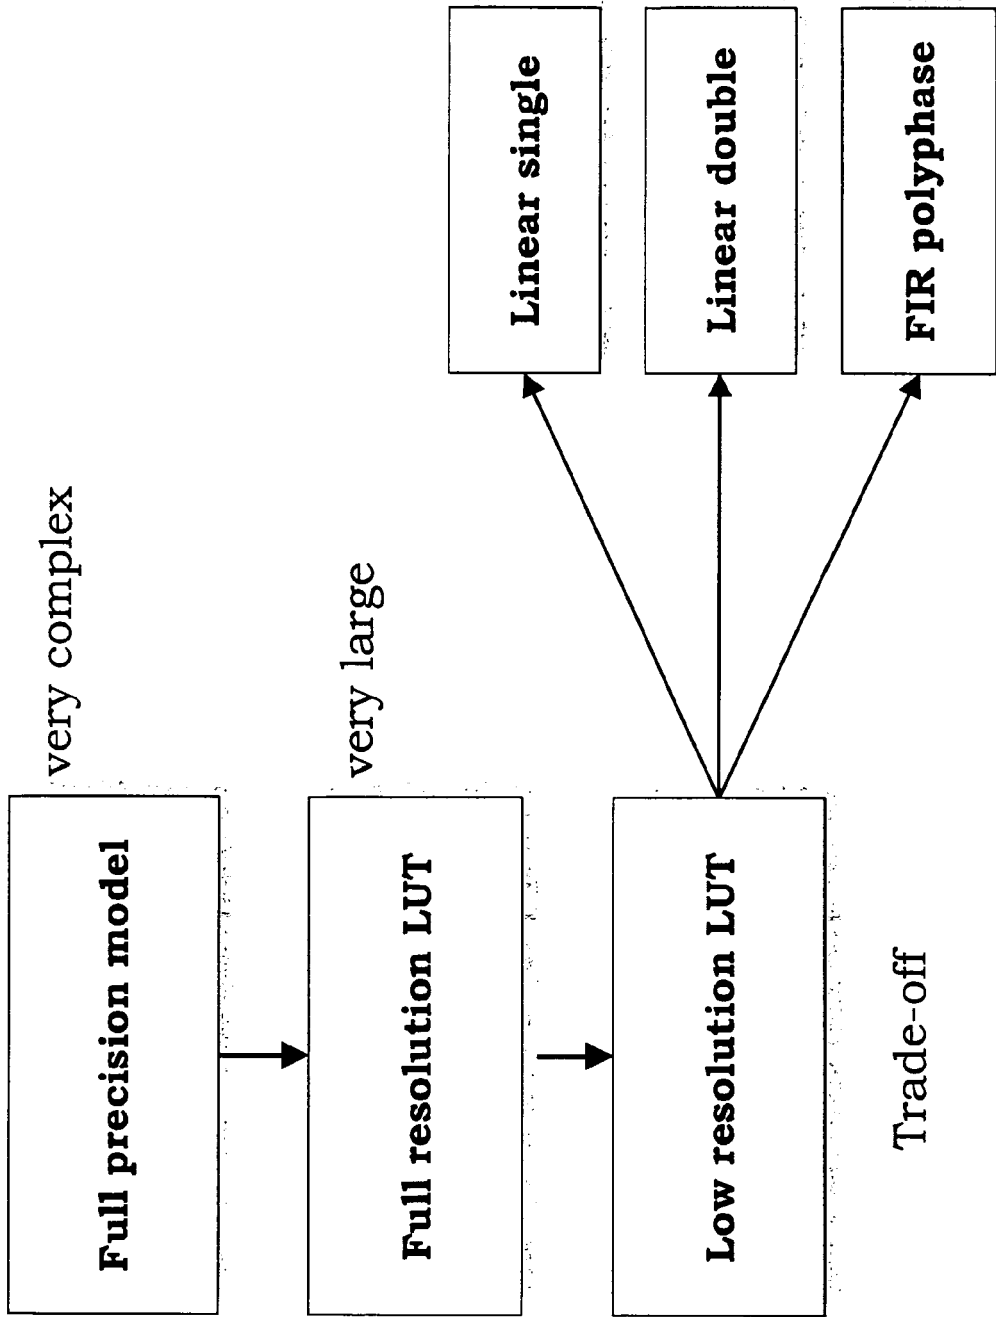 Full precision model
very complex
Full resolution LUT
very large
Low resolution LUT
Trade-off
Linear single
Linear double
FIR polyphase